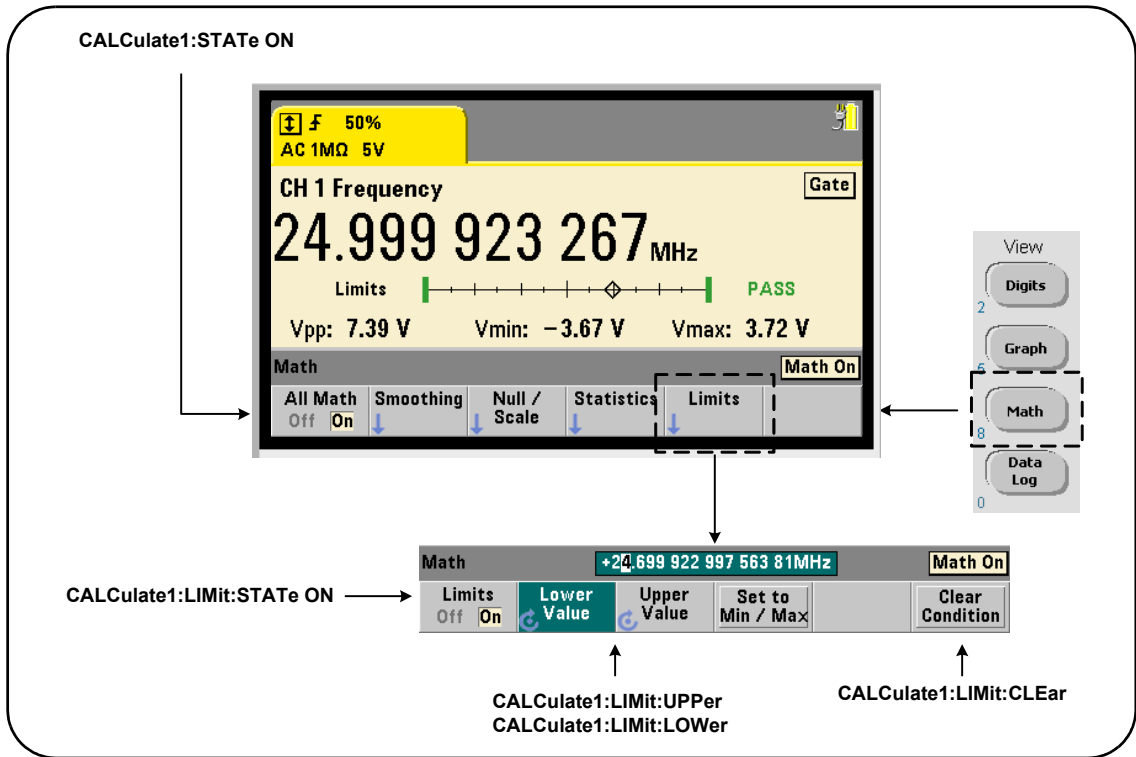 CALCulate1:STATe ON
50%
AC 1MΩ 5V
CH 1 Frequency
Gate
24.999 923 267 MHz
Limits
PASS
Vpp: 7.39 V Vmin: -3.67 V Vmax: 3.72 V
Math
Math On
All Math
Off On
Smoothing
Null /
Scale
Statistics
Limits
View
Digits
2
Graph
5
Math
8
Data
Log
0
Math
+24.699 922 997 563 81MHz
Math On
CALCulate1:LIMit:STATe ON
Limits
Off On
Lower
Value
Upper
Value
Set to
Min / Max
Clear
Condition
CALCulate1:LIMit:UPPer
CALCulate1:LIMit:LOWer
CALCulate1:LIMit:CLEar